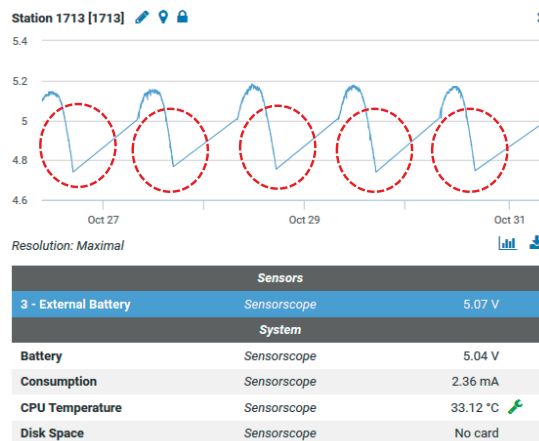 Station 1713 [1713]
5.4
5.2
5
4.8
4.6
Oct 27
Oct 29
Oct 31
Resolution: Maximal
Sensors
3 - External Battery Sensorscope 5.07 V
System
Battery Sensorscope 5.04 V
Consumption Sensorscope 2.36 mA
CPU Temperature Sensorscope 33.12 °C
Disk Space Sensorscope No card